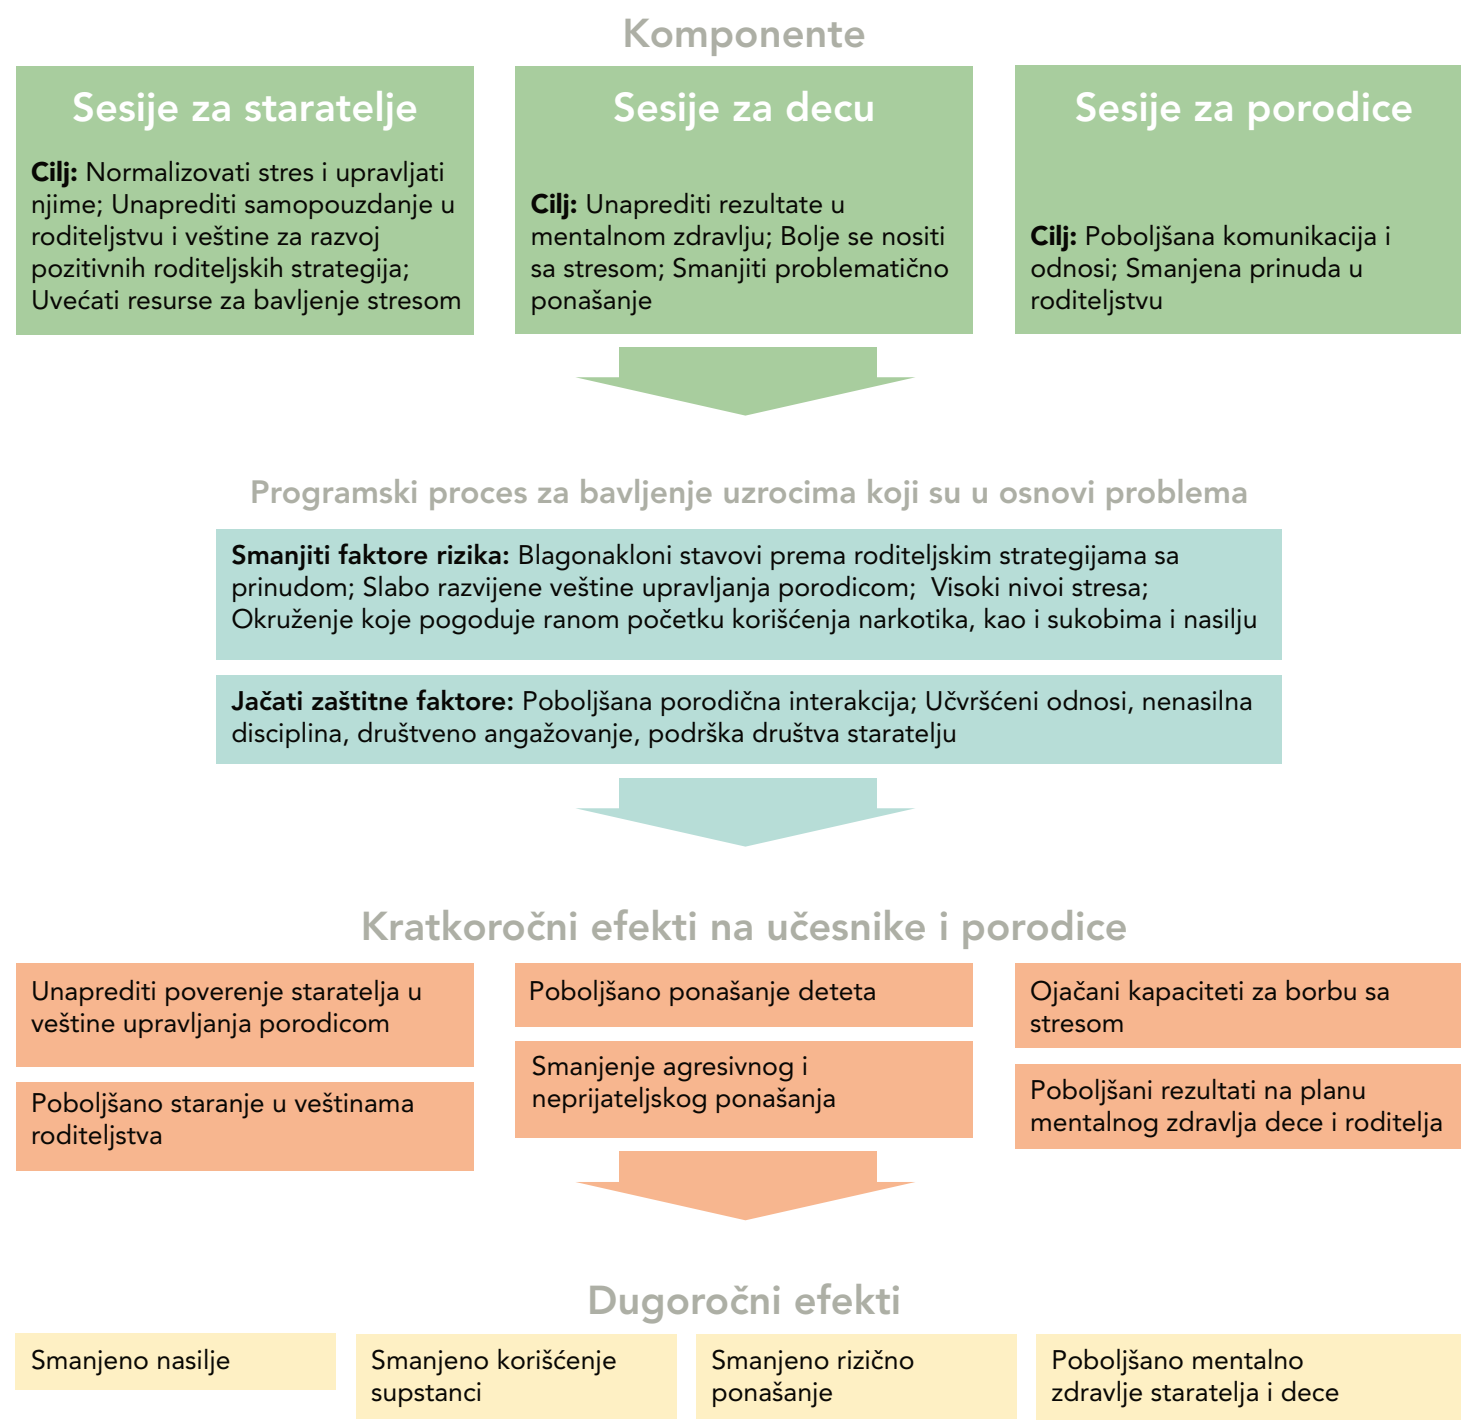 Komponente
Sesije za staratelje
Cilj: Normalizovati stres i upravljati
njime; Unaprediti samopouzdanje u
roditeljstvu i veštine za razvoj
pozitivnih roditeljskih strategija;
Uvećati resurse za bavljenje stresom
Sesije za decu
Cilj: Unaprediti rezultate u
mentalnom zdravlju; Bolje se nositi
sa stresom; Smanjiti problematično
ponašanje
Sesije za porodice
Cilj: Poboljšana komunikacija i
odnosi; Smanjena prinuda u
roditeljstvu
Programski proces za bavljenje uzrocima koji su u osnovi problema
Smanjiti faktore rizika: Blagonakloni stavovi prema roditeljskim strategijama sa
prinudom; Slabo razvijene veštine upravljanja porodicom; Visoki nivoi stresa;
Okruženje koje pogoduje ranom početku korišćenja narkotika, kao i sukobima i nasilju
Jačati zaštitne faktore: Poboljšana porodična interakcija; Učvršćeni odnosi, nenasilna
disciplina, društveno angažovanje, podrška društva staratelju
Kratkoročni efekti na učesnike i porodice
Unaprediti poverenje staratelja u
veštine upravljanja porodicom
Poboljšano staranje u veštinama
roditeljstva
Poboljšano ponašanje deteta
Smanjenje agresivnog i
neprijateljskog ponašanja
Ojačani kapaciteti za borbu sa
stresom
Poboljšani rezultati na planu
mentalnog zdravlja dece i roditelja
Dugoročni efekti
Smanjeno nasilje
Smanjeno korišćenje
supstanci
Smanjeno rizično
ponašanje
Poboljšano mentalno
zdravlje staratelja i dece